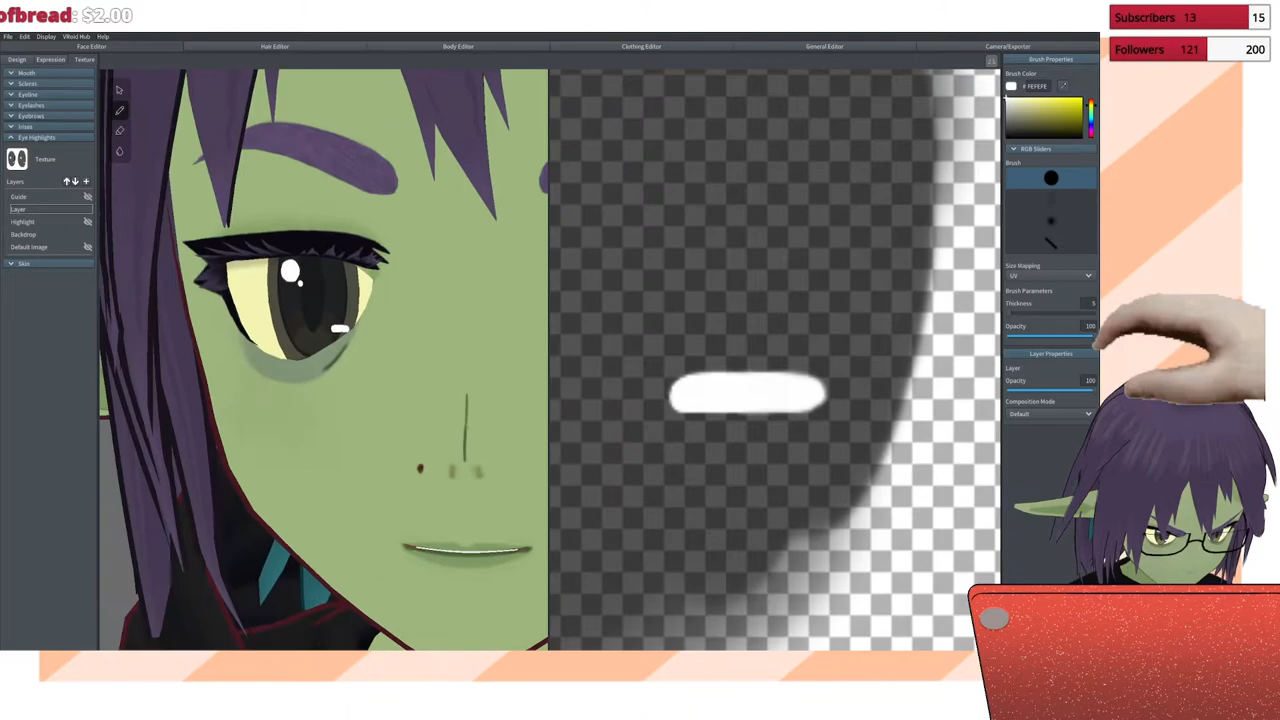 ofbread: $2.00
Subscribers 13 15
Followers 121 200
File Edit Display VRoid Hub Help
Face Editor Hair Editor Body Editor Clothing Editor General Editor Camera/Exporter
Design Expression Texture
Mouth
Scleras
Eyeline
Eyelashes
Eyebrows
Irises
Eye Highlights
Texture
Layers
Guide
Layer
Highlight
Backdrop
Default Image
Skin
Brush Properties
Brush Color
# FEFEFE
RGB Sliders
Brush
Size Mapping
UV
Brush Parameters
Thickness 5
Opacity 100
Layer Properties
Layer
Opacity 100
Composition Mode
Default